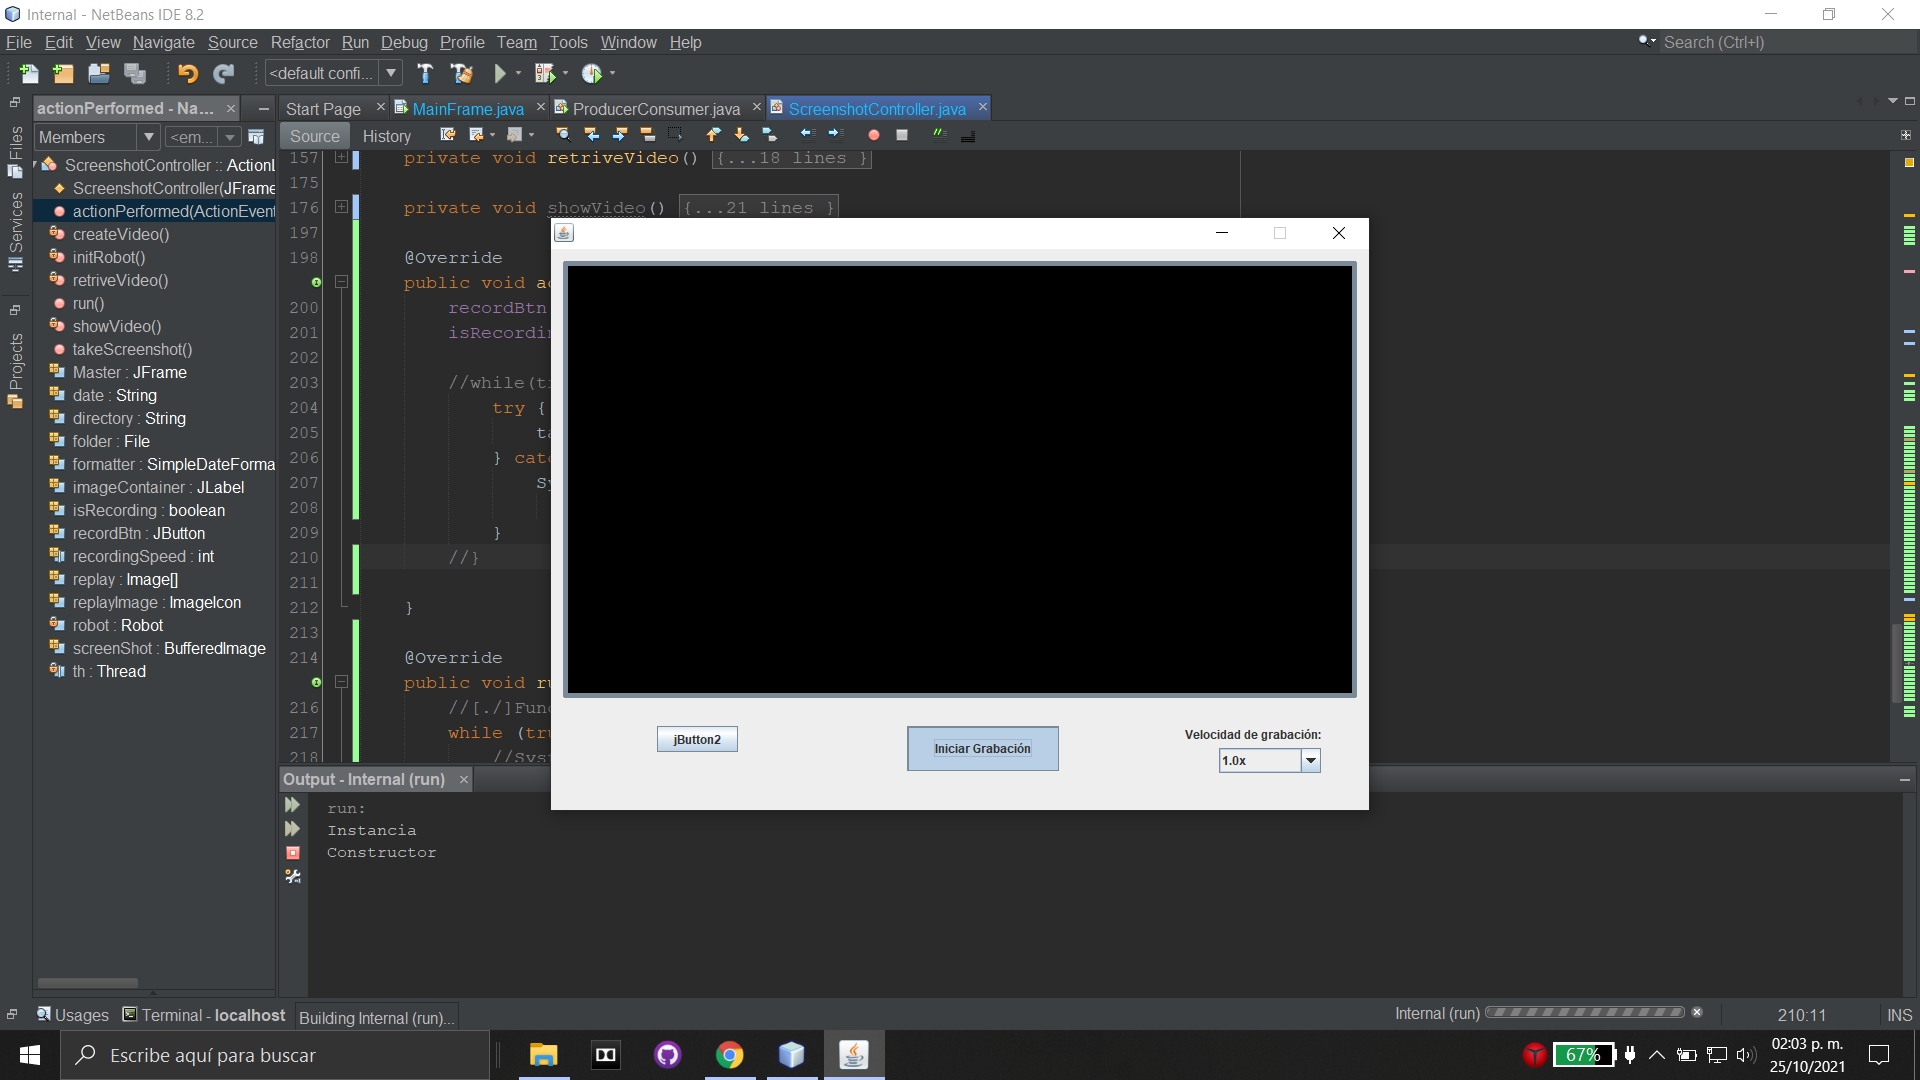 Internal - NetBeans IDE 8.2
File Edit View Navigate Source Refactor Run Debug Profile Team Tools Window Help
Search (Ctrl+I)
<default confi...
actionPerformed - Na...
Start Page
MainFrame.java
ProducerConsumer.java
ScreenshotController.java
Members
<em...
Source
History
Files
Services
Projects
ScreenshotController :: ActionL
ScreenshotController(JFrame
actionPerformed(ActionEvent
createVideo()
initRobot()
retriveVideo()
run()
showVideo()
takeScreenshot()
Master : JFrame
date : String
directory : String
folder : File
formatter : SimpleDateForma
imageContainer : JLabel
isRecording : boolean
recordBtn : JButton
recordingSpeed : int
replay : Image[]
replayImage : ImageIcon
robot : Robot
screenShot : BufferedImage
th : Thread
157 private void retriveVideo() {...18 lines }
175
176 private void showVideo() {...21 lines }
197
198 @Override
public void a
200 recordBtn
201 isRecordi
202
203 //while(t
204 try {
205 t
206 } cat
207 S
208
209 }
210 //}
211
212 }
213
214 @Override
public void r
216 //[./]Fun
217 while (tr
218 //Sys
jButton2
Iniciar Grabación
Velocidad de grabación:
1.0x
Output - Internal (run)
run:
Instancia
Constructor
Usages
Terminal - localhost
Building Internal (run)...
Internal (run)
210:11
INS
Escribe aquí para buscar
67%
02:03 p. m.
25/10/2021